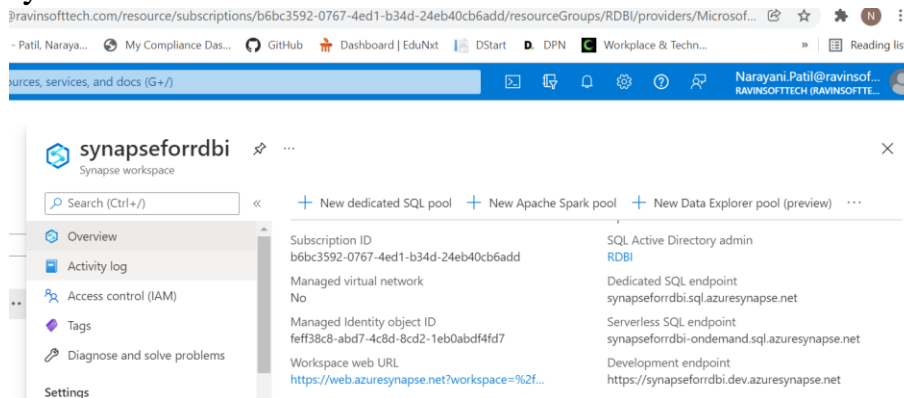 @ravinsofttech.com/resource/subscriptions/b6bc3592-0767-4ed1-b34d-24eb40cb6add/resourceGroups/RDBI/providers/Microsof...
- Patil, Naraya... My Compliance Das... GitHub Dashboard | EduNxt DStart D. DPN Workplace & Techn... » Reading lis
urces, services, and docs (G+/) Narayani.Patil@ravinsof...
RAVINSOFTTECH (RAVINSOFTTE...
synapseforrdbi ...
Synapse workspace
Search (Ctrl+/) «
+ New dedicated SQL pool + New Apache Spark pool + New Data Explorer pool (preview) ...
Overview
Activity log
Access control (IAM)
Tags
Diagnose and solve problems
Settings
Subscription ID
b6bc3592-0767-4ed1-b34d-24eb40cb6add
Managed virtual network
No
Managed Identity object ID
feff38c8-abd7-4c8d-8cd2-1eb0abdf4fd7
Workspace web URL
https://web.azuresynapse.net?workspace=%2f...
SQL Active Directory admin
RDBI
Dedicated SQL endpoint
synapseforrdbi.sql.azuresynapse.net
Serverless SQL endpoint
synapseforrdbi-ondemand.sql.azuresynapse.net
Development endpoint
https://synapseforrdbi.dev.azuresynapse.net